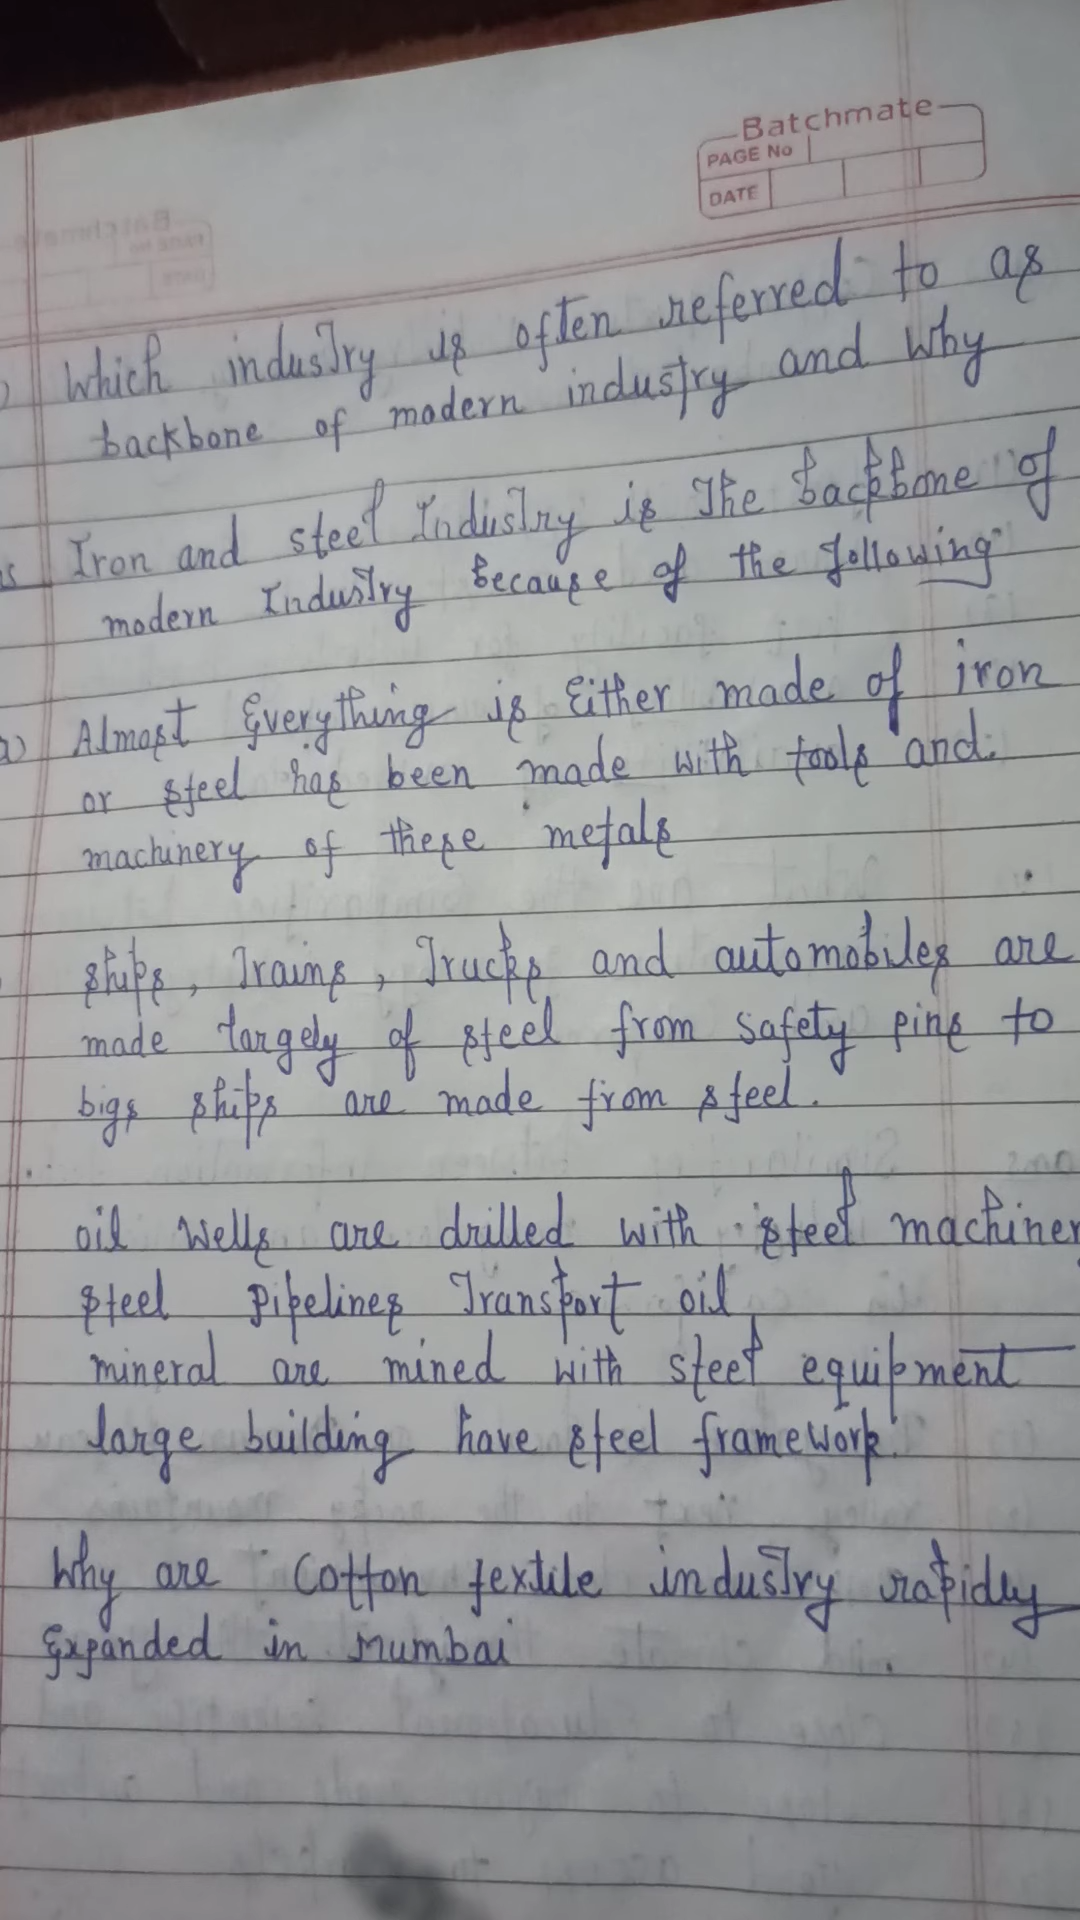 Batchmate
PAGE No
DATE
Which industry is often referred to as
backbone of modern industry and Why
Iron and steel Industry is The backbone of
modern Industry because of the following
Almost Everything is Either made of iron
or steel has been made with tools and
machinery of these metals
ships, Trains, Trucks and automobiles are
made largely of steel from safety pins to
bigs ships are made from steel.
oil wells are drilled with steel machiner
steel Pipelines Transport oil
mineral are mined with steel equipment
large building have steel framework.
Why are cotton textile industry rapidly
Expanded in Mumbai